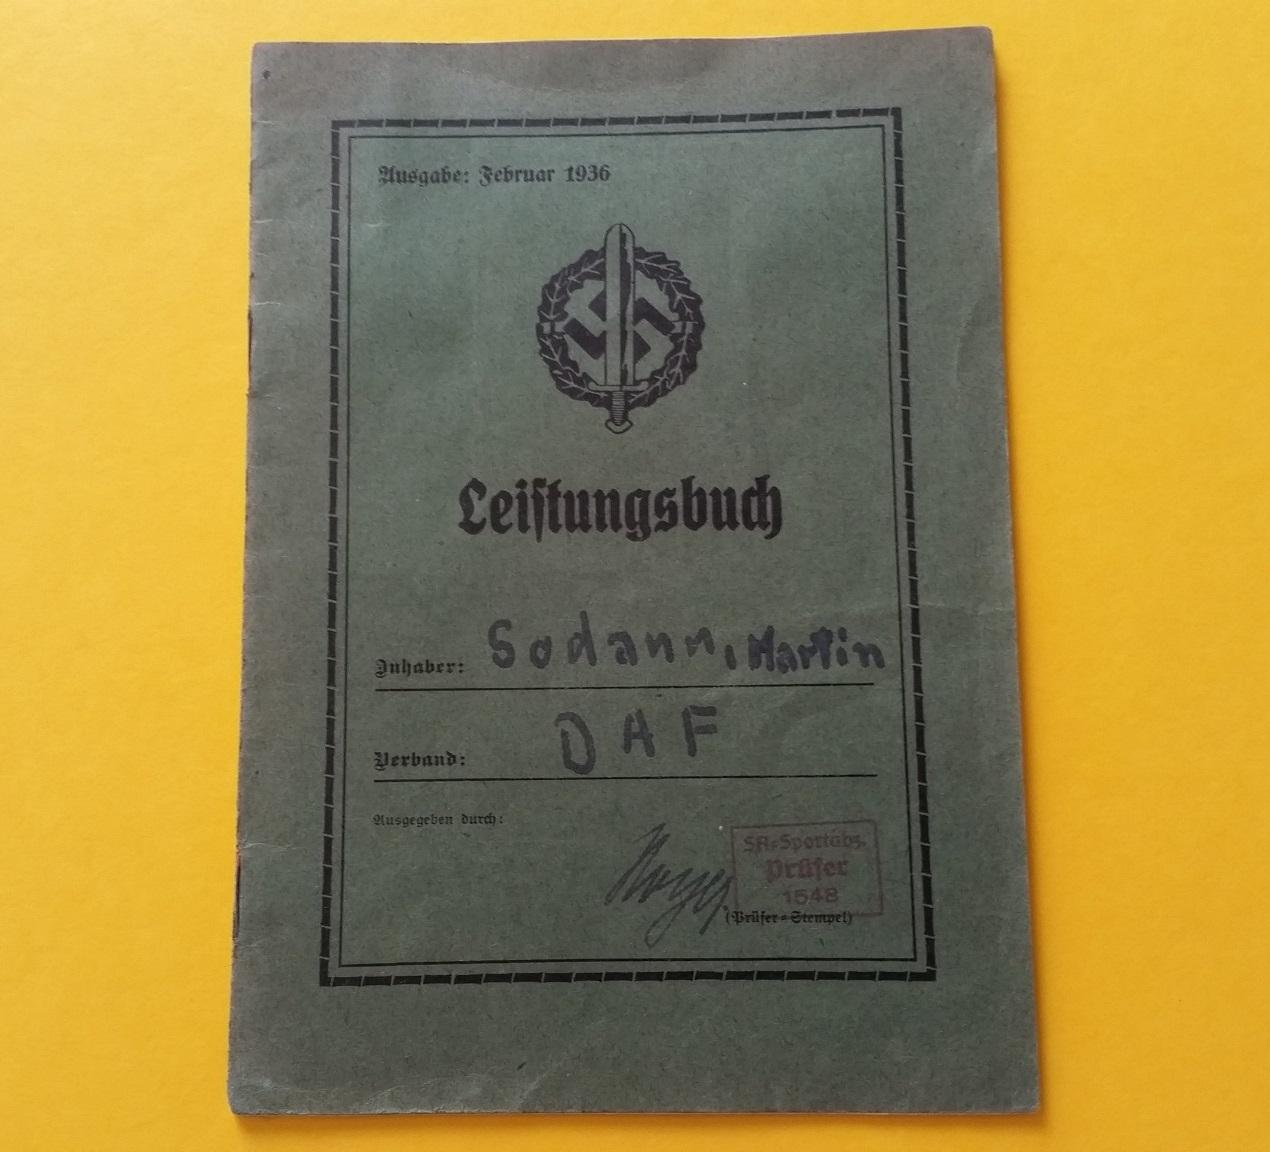 Ausgabe: Februar 1936
Leistungsbuch
Inhaber: Sodann, Martin
Verband: DAF
Ausgegeben durch:
SA-Sportabz.
Prüfer
1548
(Prüfer-Stempel)